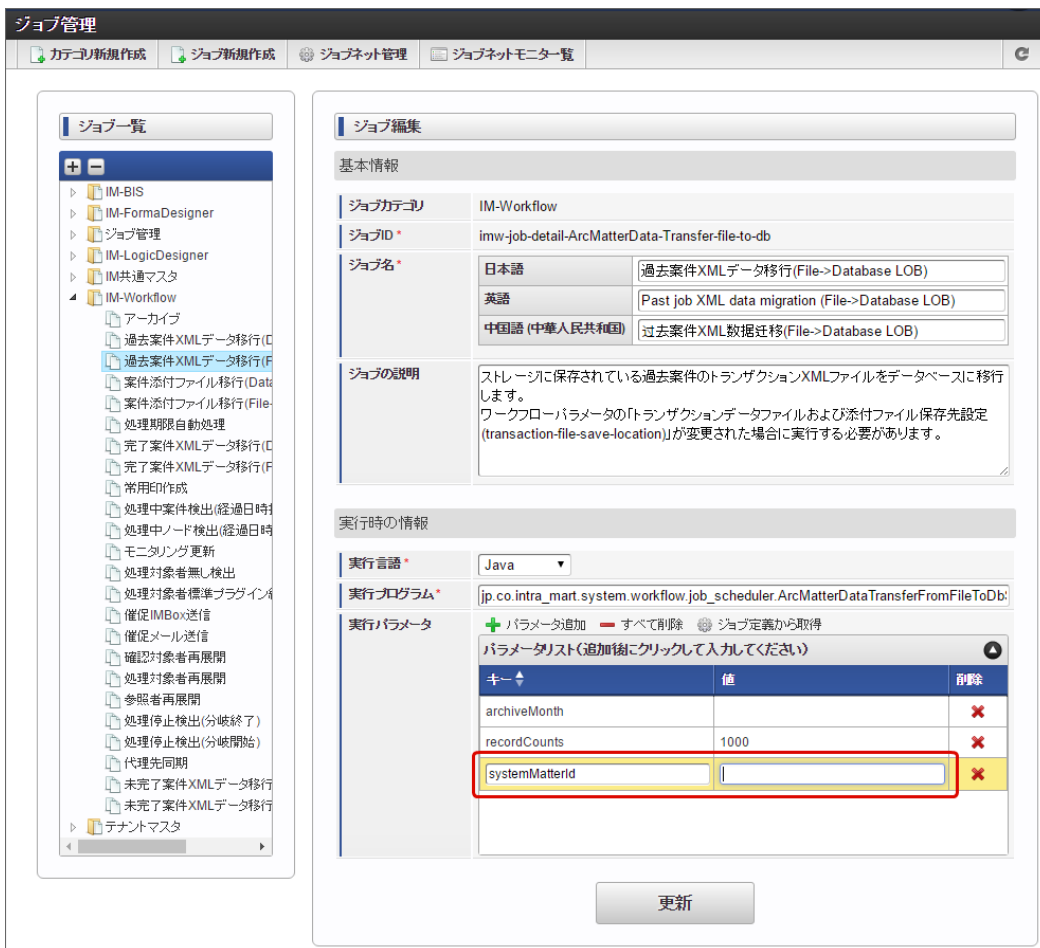 ジョブ管理
カテゴリ新規作成 ジョブ新規作成 ジョブネット管理 ジョブネットモニター覧
ジョブ一覧
IM-BIS
IM-FormaDesigner
ジョブ管理
IM-LogicDesigner
IM共通マスタ
IM-Workflow
アーカイブ
過去案件XMLデータ移行(D
過去案件XMLデータ移行(F
案件添付ファイル移行(Data
案件添付ファイル移行(File-
処理期限自動処理
完了案件XMLデータ移行(D
完了案件XMLデータ移行(F
常用印作成
処理中案件検出(経過日時
処理中ノード検出(経過日時
モニタリング更新
処理対象者無し検出
処理対象者標準プラグイン
催促IMBox送信
催促メール送信
確認対象者再展開
処理対象者再展開
参照者再展開
処理停止検出(分岐終了)
処理停止検出(分岐開始)
代理先同期
未完了案件XMLデータ移行
未完了案件XMLデータ移行
テナントマスタ
ジョブ編集
基本情報
ジョブカテゴリ IM-Workflow
ジョブID* imw-job-detail-ArcMatterData-Transfer-file-to-db
ジョブ名* 日本語 過去案件XMLデータ移行(File->Database LOB)
英語 Past job XML data migration (File->Database LOB)
中国語 (中華人民共和国) 过去案件XML数据迁移(File->Database LOB)
ジョブの説明 ストレージに保存されている過去案件のトランザクションXMLファイルをデータベースに移行
します。
ワークフローパラメータの「トランザクションデータファイルおよび添付ファイル保存先設定
(transaction-file-save-location)」が変更された場合に実行する必要があります。
実行時の情報
実行言語* Java
実行プログラム* jp.co.intra_mart.system.workflow.job_scheduler.ArcMatterDataTransferFromFileToDb
実行パラメータ パラメータ追加 すべて削除 ジョブ定義から取得
パラメータリスト(追加後にクリックして入力してください)
キー 値 削除
archiveMonth
recordCounts 1000
systemMatterId
更新